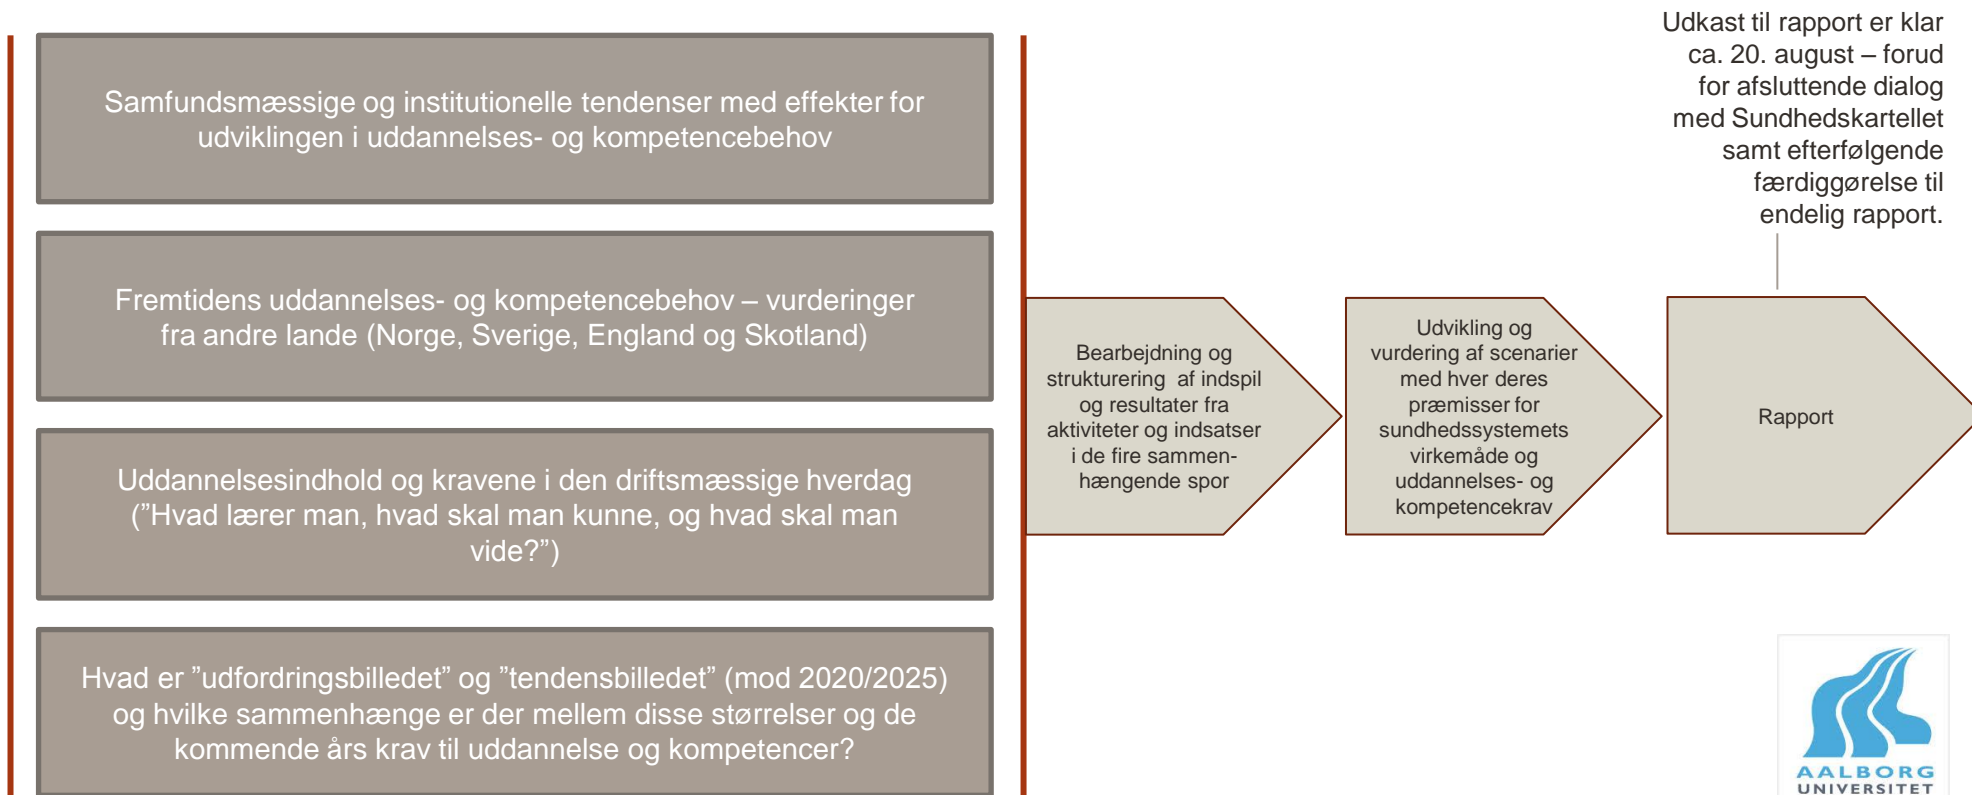 Samfundsmæssige og institutionelle tendenser med effekter for
udviklingen i uddannelses- og kompetencebehov
Fremtidens uddannelses- og kompetencebehov – vurderinger
fra andre lande (Norge, Sverige, England og Skotland)
Uddannelsesindhold og kravene i den driftsmæssige hverdag
(”Hvad lærer man, hvad skal man kunne, og hvad skal man
vide?”)
Hvad er ”udfordringsbilledet” og ”tendensbilledet” (mod 2020/2025)
og hvilke sammenhænge er der mellem disse størrelser og de
kommende års krav til uddannelse og kompetencer?
Bearbejdning og
strukturering af indspil
og resultater fra
aktiviteter og indsatser
i de fire sammen-
hængende spor
Udvikling og
vurdering af scenarier
med hver deres
præmisser for
sundhedssystemets
virkemåde og
uddannelses- og
kompetencekrav
Udkast til rapport er klar
ca. 20. august – forud
for afsluttende dialog
med Sundhedskartellet
samt efterfølgende
færdiggørelse til
endelig rapport.
Rapport
AALBORG
UNIVERSITET